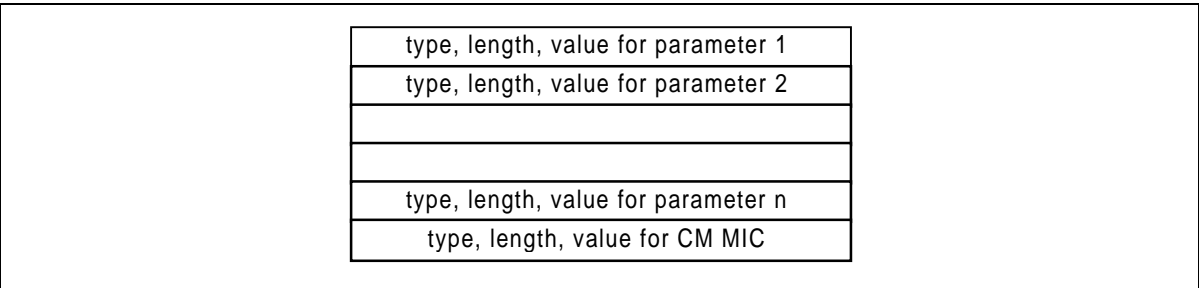 type, length, value for parameter 1
type, length, value for parameter 2
type, length, value for parameter n
type, length, value for CM MIC